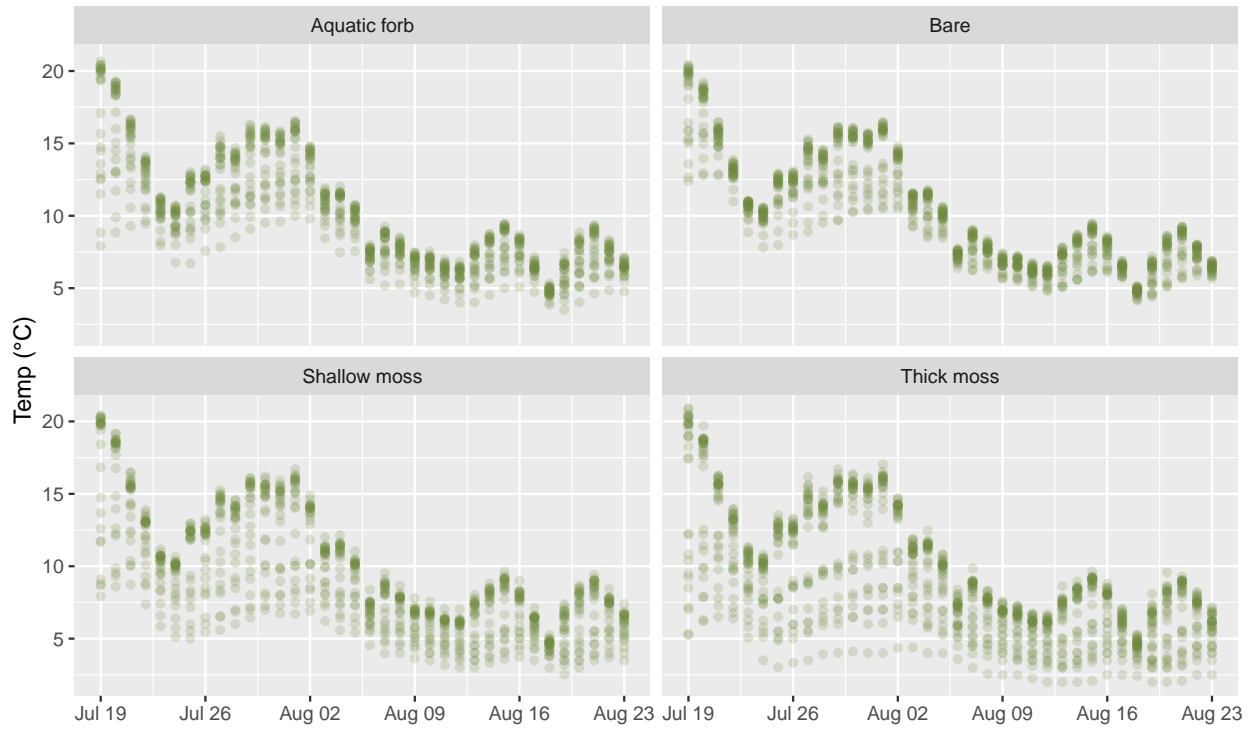 Aquatic forb
Bare
20
15
10
5
Shallow moss
Thick moss
Temp (°C)
20
15
10
5
Jul 19
Jul 26
Aug 02
Aug 09
Aug 16
Aug 23
Jul 19
Jul 26
Aug 02
Aug 09
Aug 16
Aug 23